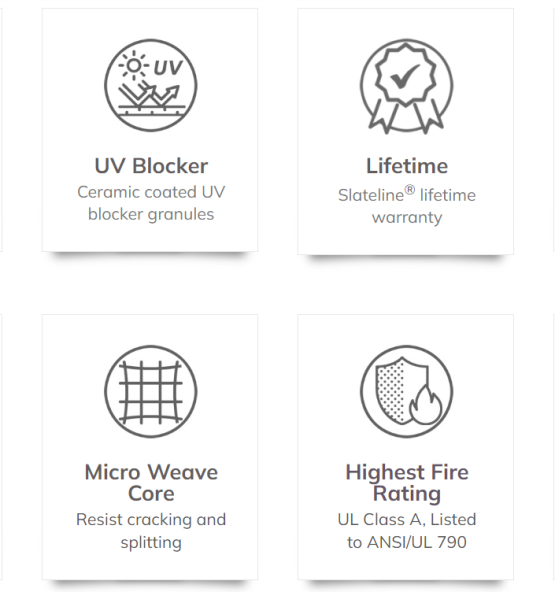 UV
UV Blocker
Ceramic coated UV
blocker granules
Lifetime
Slateline® lifetime
warranty
Micro Weave
Core
Resist cracking and
splitting
Highest Fire
Rating
UL Class A, Listed
to ANSI/UL 790